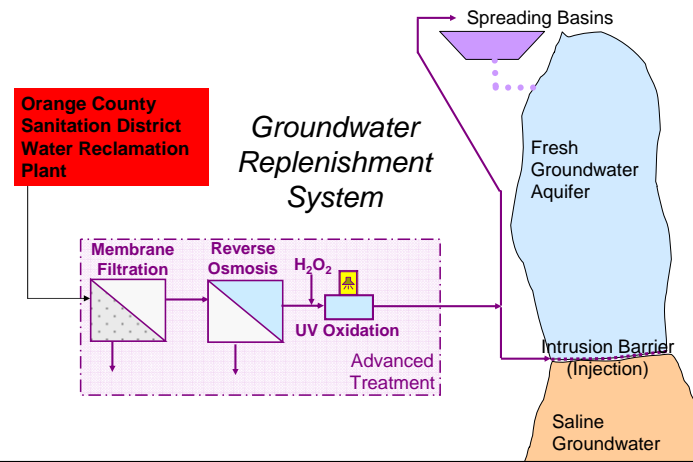 Spreading Basins
Orange County
Sanitation District
Water Reclamation
Plant
Groundwater
Replenishment
System
Fresh
Groundwater
Aquifer
Membrane
Filtration
Reverse
Osmosis
H₂O₂
UV Oxidation
Advanced
Treatment
Intrusion Barrier
(Injection)
Saline
Groundwater